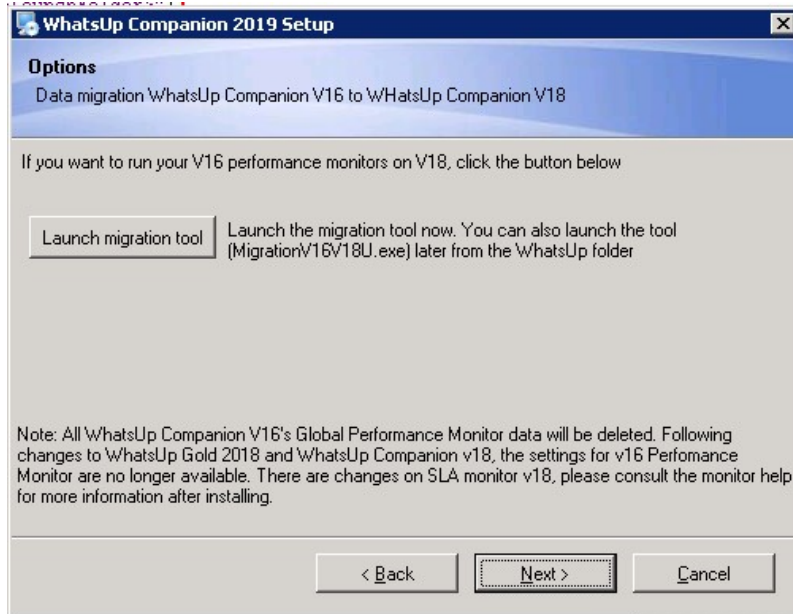 WhatsUp Companion 2019 Setup
Options
Data migration WhatsUp Companion V16 to WHatsUp Companion V18
If you want to run your V16 performance monitors on V18, click the button below
Launch migration tool
Launch the migration tool now. You can also launch the tool
(MigrationV16V18U.exe) later from the WhatsUp folder
Note: All WhatsUp Companion V16's Global Performance Monitor data will be deleted. Following
changes to WhatsUp Gold 2018 and WhatsUp Companion v18, the settings for v16 Perfomance
Monitor are no longer available. There are changes on SLA monitor v18, please consult the monitor help
for more information after installing.
< Back
Next >
Cancel